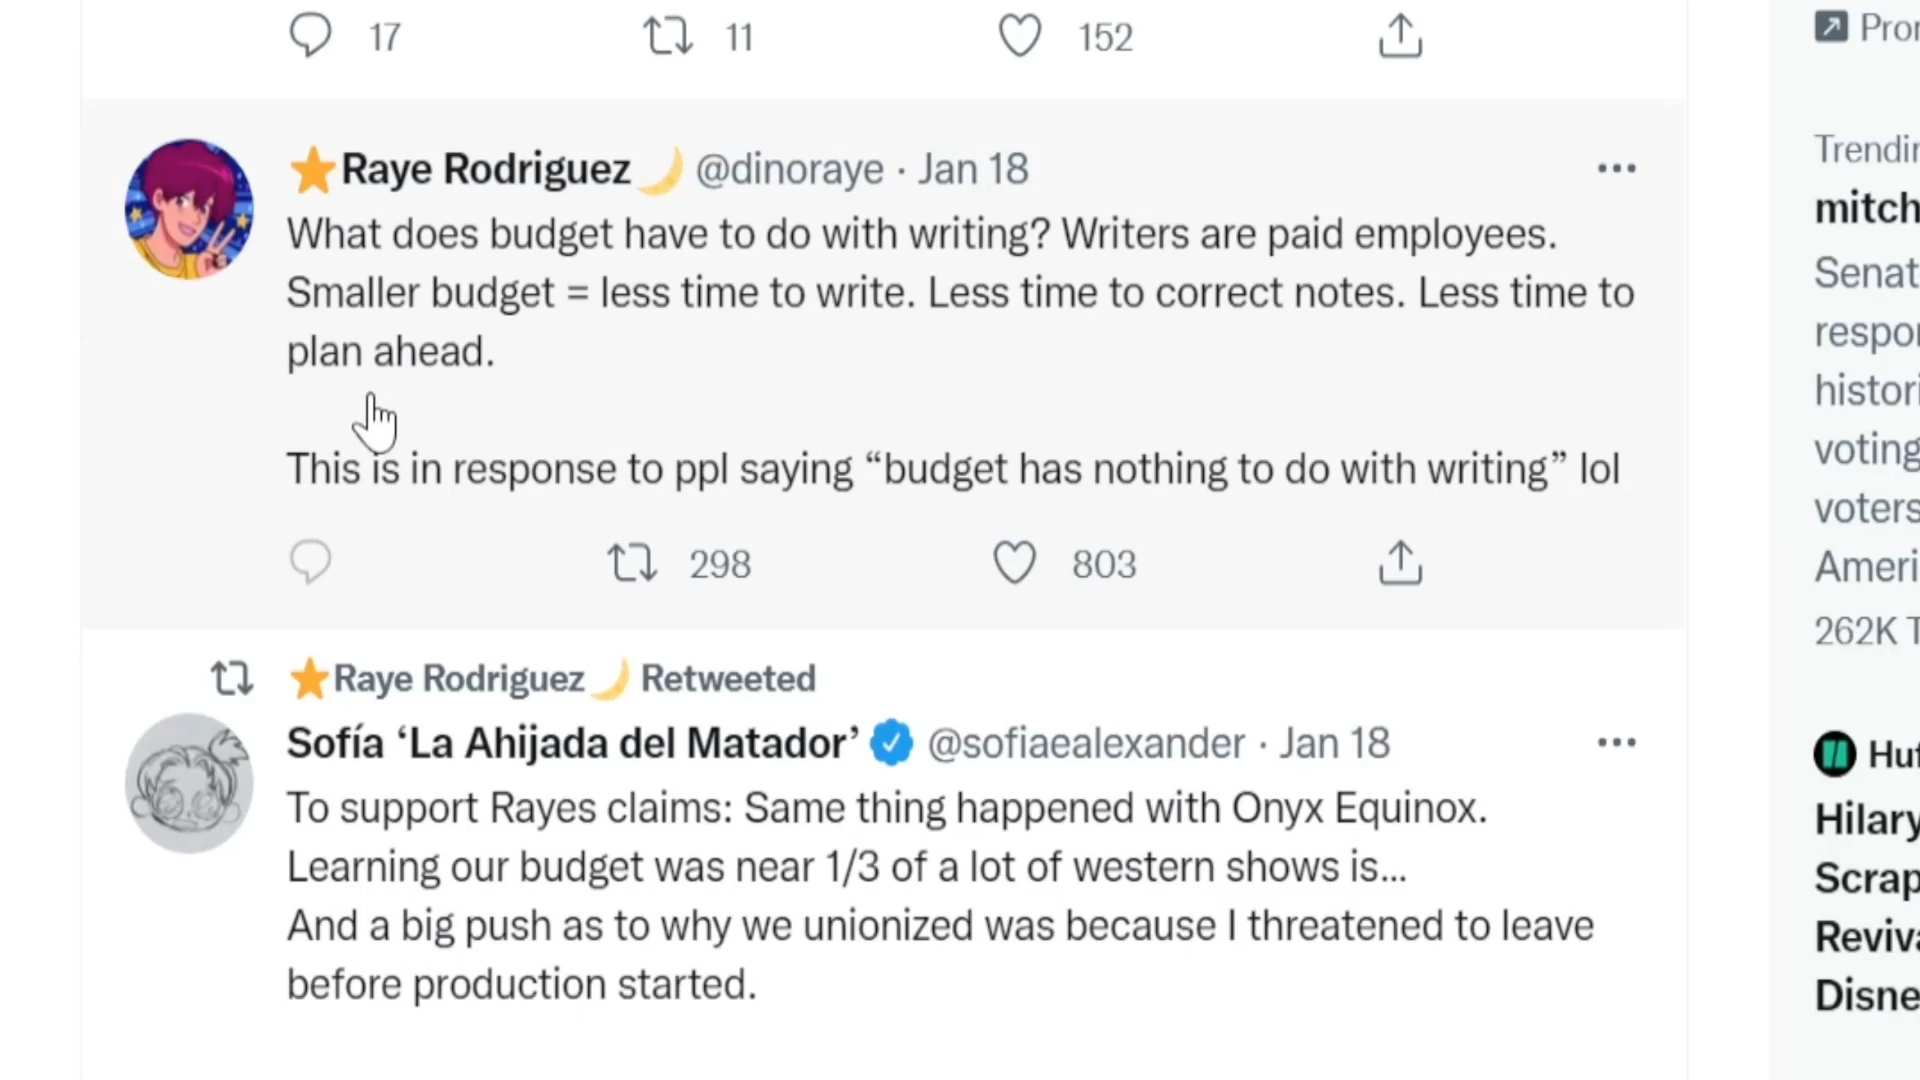 17 11 152
Raye Rodriguez @dinoraye · Jan 18
What does budget have to do with writing? Writers are paid employees.
Smaller budget = less time to write. Less time to correct notes. Less time to
plan ahead.
This is in response to ppl saying “budget has nothing to do with writing” lol
298 803
Raye Rodriguez Retweeted
Sofía ‘La Ahijada del Matador’ @sofiaealexander · Jan 18
To support Rayes claims: Same thing happened with Onyx Equinox.
Learning our budget was near 1/3 of a lot of western shows is...
And a big push as to why we unionized was because I threatened to leave
before production started.
Pror
Trendin
mitch
Senat
respon
histori
voting
voters
Ameri
262K T
Huf
Hilary
Scrap
Reviva
Disne